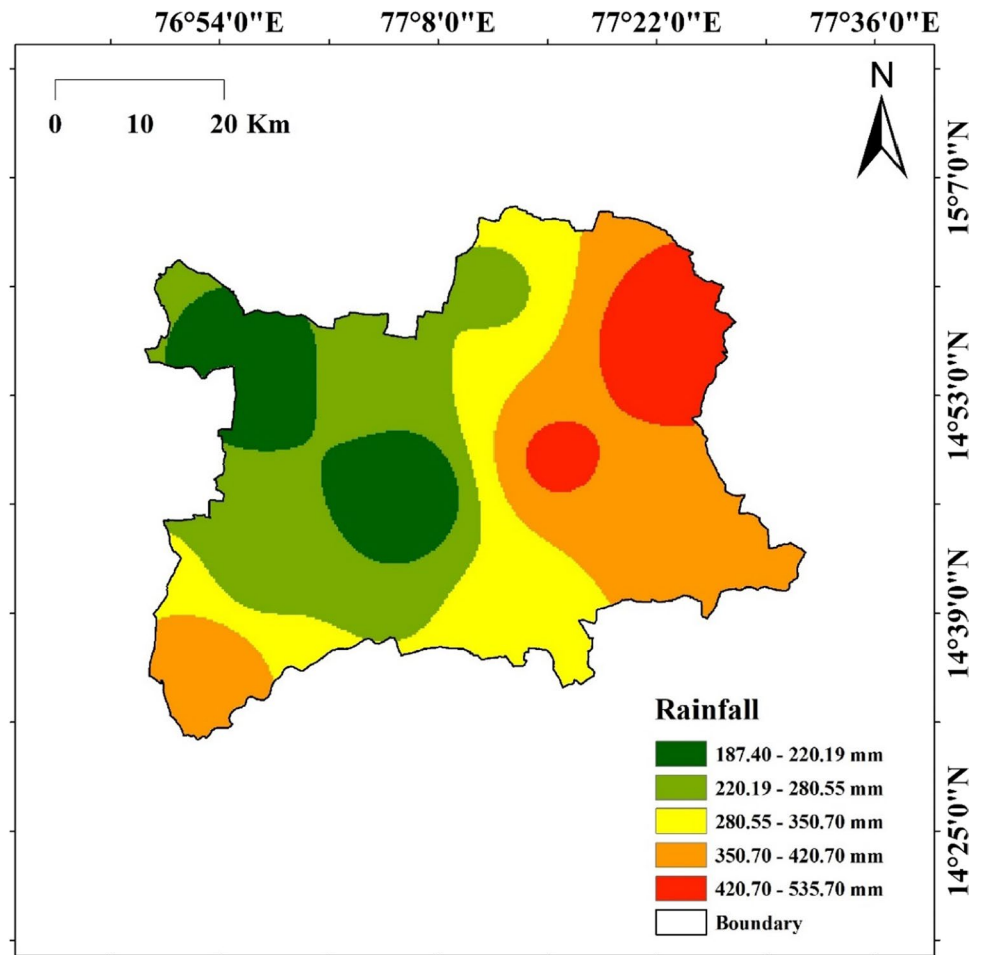 76°54'0"E 77°8'0"E 77°22'0"E 77°36'0"E
N
0 10 20 Km
15°7'0"N
14°53'0"N
14°39'0"N
14°25'0"N
Rainfall
187.40 - 220.19 mm
220.19 - 280.55 mm
280.55 - 350.70 mm
350.70 - 420.70 mm
420.70 - 535.70 mm
Boundary